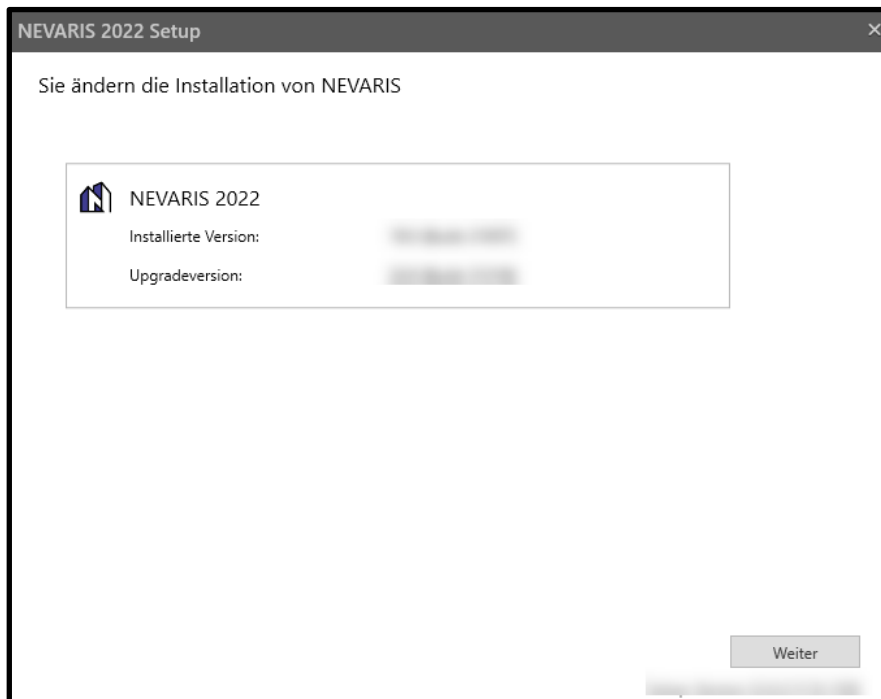 NEVARIS 2022 Setup
Sie ändern die Installation von NEVARIS
NEVARIS 2022
Installierte Version:
Upgradeversion:
Weiter